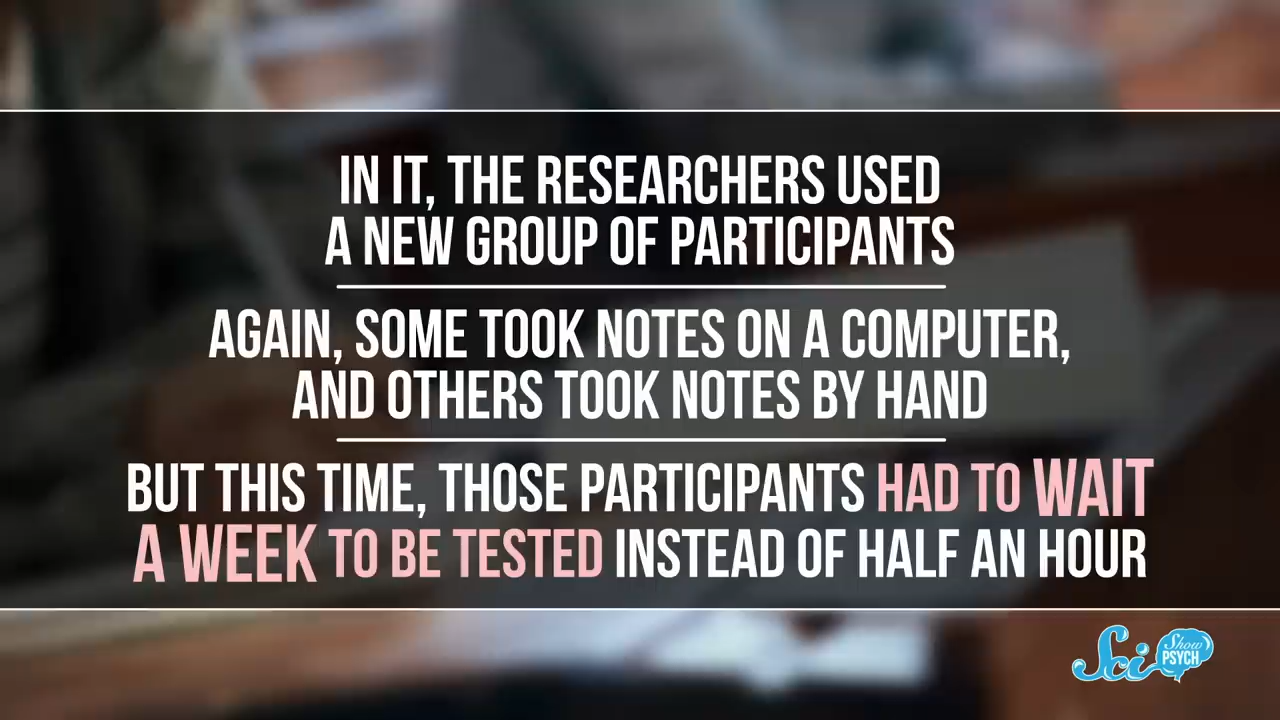 IN IT, THE RESEARCHERS USED
A NEW GROUP OF PARTICIPANTS
AGAIN, SOME TOOK NOTES ON A COMPUTER,
AND OTHERS TOOK NOTES BY HAND
BUT THIS TIME, THOSE PARTICIPANTS HAD TO WAIT
A WEEK TO BE TESTED INSTEAD OF HALF AN HOUR
Sci Show
PSYCH